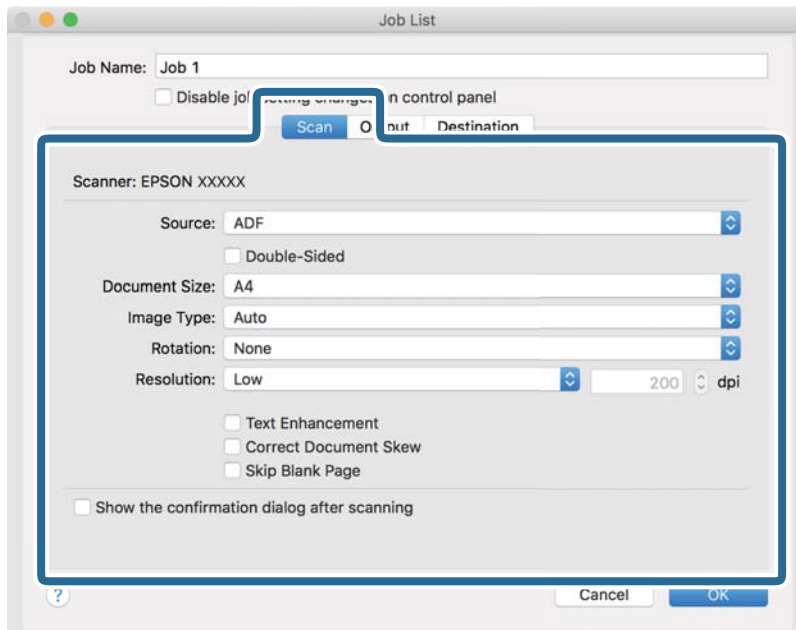 Job List
Job Name: Job 1
Disable on control panel
Scan Output Destination
Scanner: EPSON XXXXX
Source: ADF
Double-Sided
Document Size: A4
Image Type: Auto
Rotation: None
Resolution: Low 200 dpi
Text Enhancement
Correct Document Skew
Skip Blank Page
Show the confirmation dialog after scanning
? Cancel OK